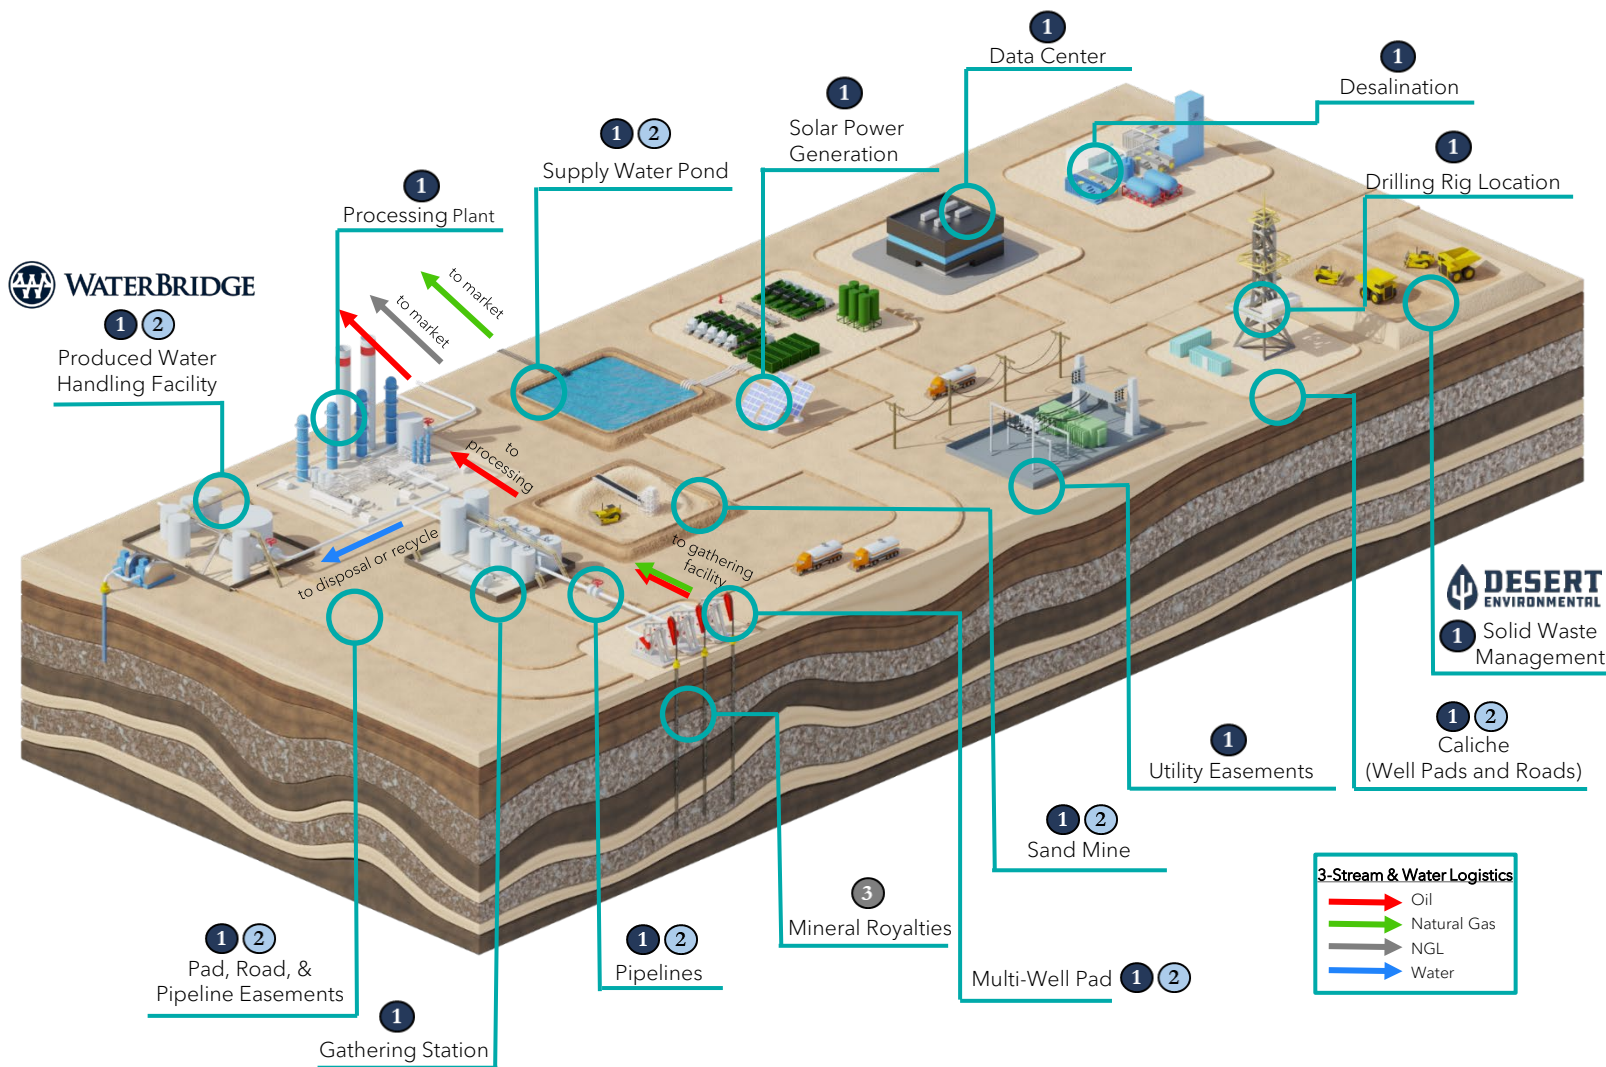 1
Data Center
1
Desalination
1
Solar Power
Generation
1 2
Supply Water Pond
1
Drilling Rig Location
1
Processing Plant
WATERBRIDGE
1 2
Produced Water
Handling Facility
to market
to market
to
processing
to disposal or recycle
to gathering
facility
DESERT
ENVIRONMENTAL
1 Solid Waste
Management
1 2
Caliche
(Well Pads and Roads)
1
Utility Easements
1 2
Sand Mine
3
Mineral Royalties
1 2
Pad, Road, &
Pipeline Easements
1 2
Pipelines
Multi-Well Pad 1 2
1
Gathering Station
3-Stream & Water Logistics
Oil
Natural Gas
NGL
Water